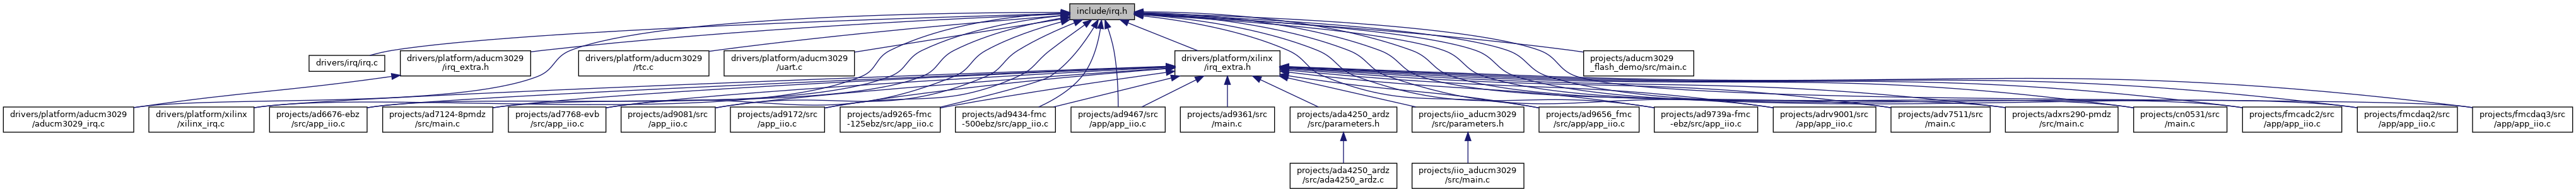 include/irq.h
drivers/irq/irq.c
drivers/platform/aducm3029
/irq_extra.h
drivers/platform/aducm3029
/rtc.c
drivers/platform/aducm3029
/uart.c
drivers/platform/xilinx
/irq_extra.h
projects/aducm3029
_flash_demo/src/main.c
drivers/platform/aducm3029
/aducm3029_irq.c
drivers/platform/xilinx
/xilinx_irq.c
projects/ad6676-ebz
/src/app_iio.c
projects/ad7124-8pmdz
/src/main.c
projects/ad7768-evb
/src/app_iio.c
projects/ad9081/src
/app_iio.c
projects/ad9172/src
/app_iio.c
projects/ad9265-fmc
-125ebz/src/app_iio.c
projects/ad9434-fmc
-500ebz/src/app_iio.c
projects/ad9467/src
/app/app_iio.c
projects/ad9361/src
/main.c
projects/ada4250_ardz
/src/parameters.h
projects/iio_aducm3029
/src/parameters.h
projects/ad9656_fmc
/src/app/app_iio.c
projects/ad9739a-fmc
-ebz/src/app_iio.c
projects/adrv9001/src
/app/app_iio.c
projects/adv7511/src
/main.c
projects/adxrs290-pmdz
/src/main.c
projects/cn0531/src
/main.c
projects/fmcadc2/src
/app/app_iio.c
projects/fmcdaq2/src
/app/app_iio.c
projects/fmcdaq3/src
/app/app_iio.c
projects/ada4250_ardz
/src/ada4250_ardz.c
projects/iio_aducm3029
/src/main.c